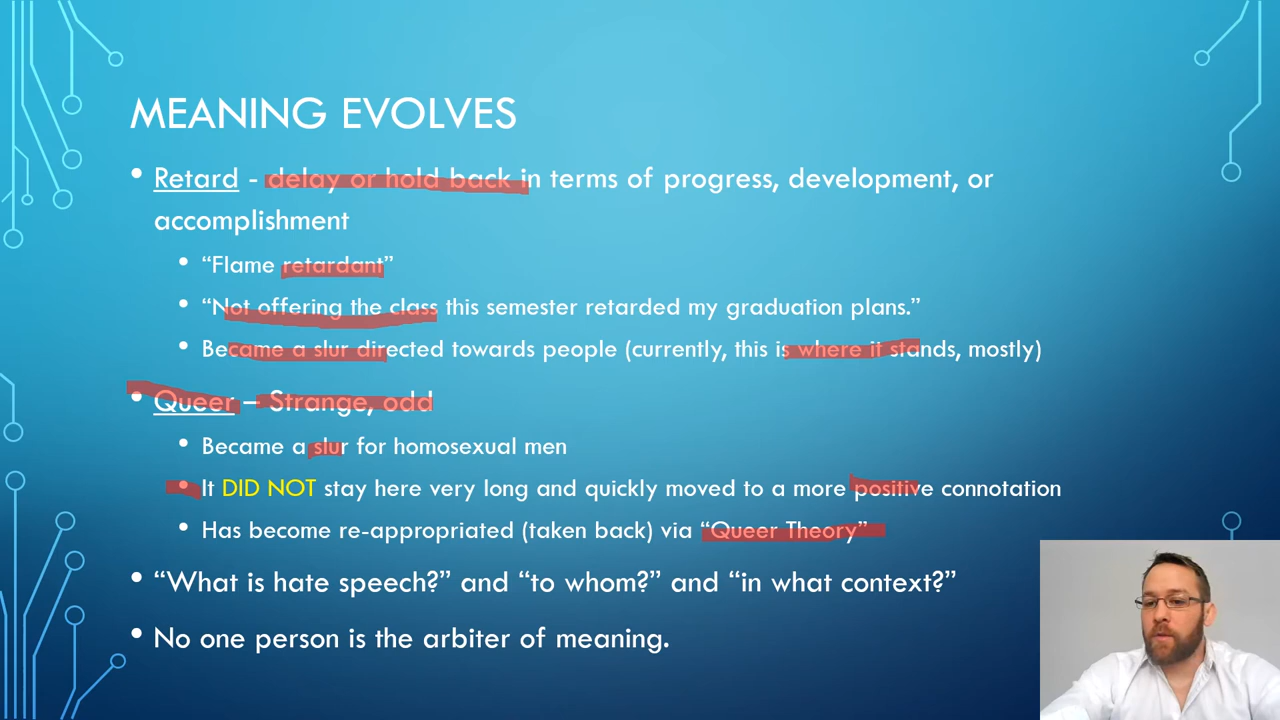 MEANING EVOLVES
• Retard - delay or hold back in terms of progress, development, or
accomplishment
• “Flame retardant”
• “Not offering the class this semester retarded my graduation plans.”
• Became a slur directed towards people (currently, this is where it stands, mostly)
• Queer – Strange, odd
• Became a slur for homosexual men
• It DID NOT stay here very long and quickly moved to a more positive connotation
• Has become re-appropriated (taken back) via “Queer Theory”
• “What is hate speech?” and “to whom?” and “in what context?”
• No one person is the arbiter of meaning.